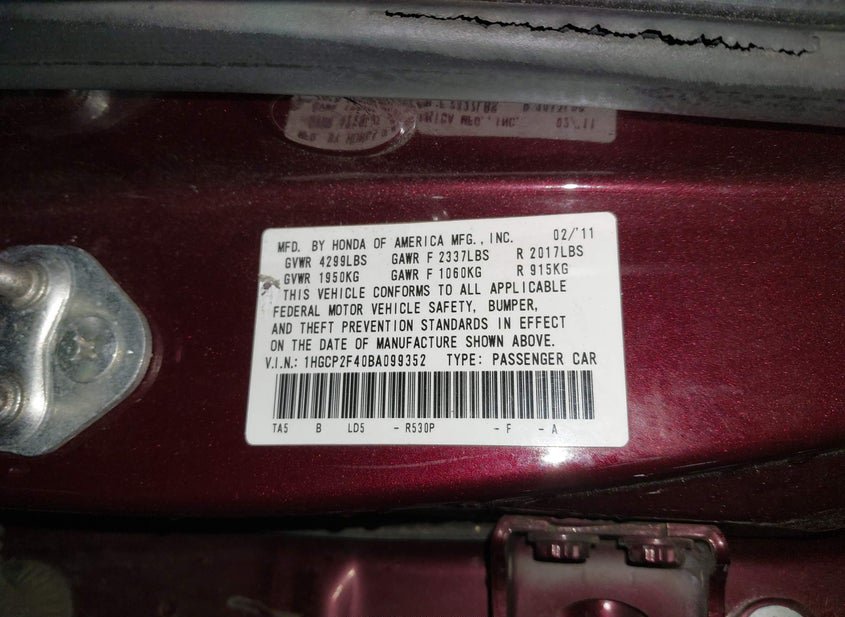 MFD. BY HONDA OF AMERICA MFG., INC. 02/'11
GVWR 4299LBS GAWR F 2337LBS R 2017LBS
GVWR 1950KG GAWR F 1060KG R 915KG
THIS VEHICLE CONFORMS TO ALL APPLICABLE
FEDERAL MOTOR VEHICLE SAFETY, BUMPER,
AND THEFT PREVENTION STANDARDS IN EFFECT
ON THE DATE OF MANUFACTURE SHOWN ABOVE.
V.I.N.: 1HGCP2F40BA099352 TYPE: PASSENGER CAR
TA5 B LD5 - R530P - F - A